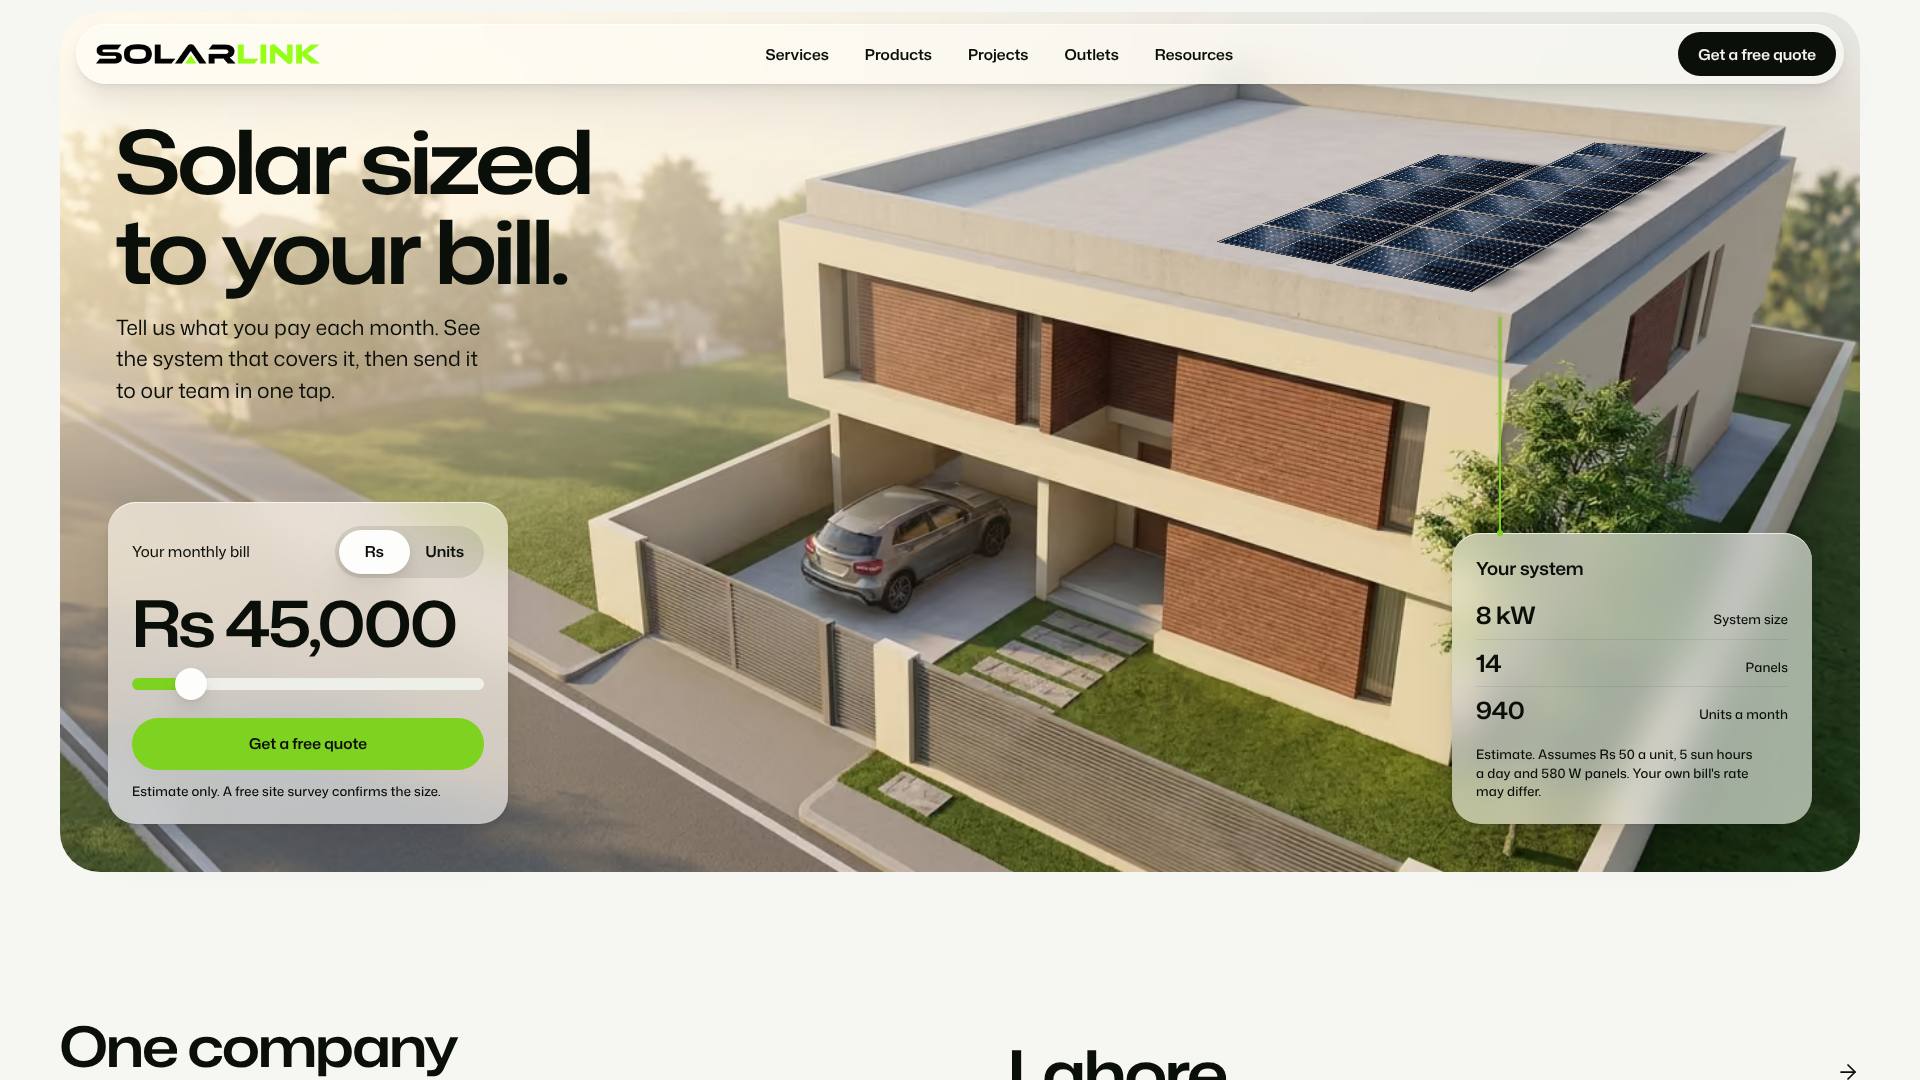 SOLARLINK
Services
Products
Projects
Outlets
Resources
Get a free quote
Solar sized
to your bill.
Tell us what you pay each month. See
the system that covers it, then send it
to our team in one tap.
Your monthly bill
Rs
Units
Rs 45,000
Get a free quote
Estimate only. A free site survey confirms the size.
Your system
8 kW
System size
14
Panels
940
Units a month
Estimate. Assumes Rs 50 a unit, 5 sun hours
a day and 580 W panels. Your own bill's rate
may differ.
One company
Lahore